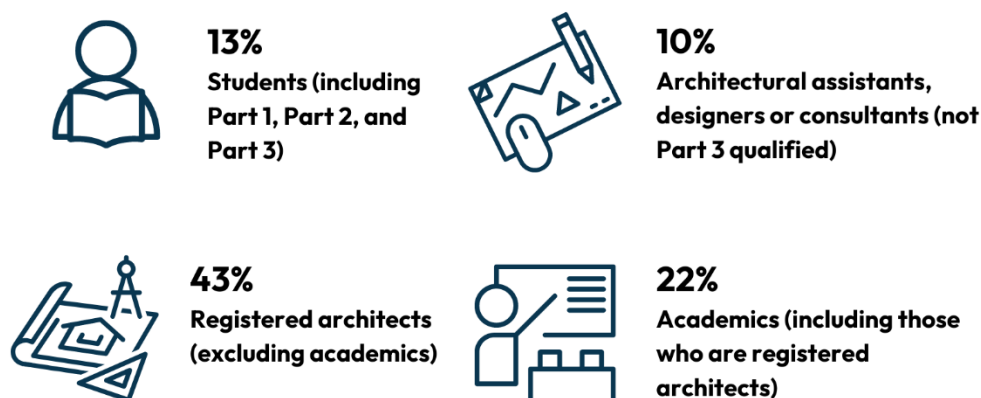 13%
Students (including
Part 1, Part 2, and
Part 3)
10%
Architectural assistants,
designers or consultants (not
Part 3 qualified)
43%
Registered architects
(excluding academics)
22%
Academics (including those
who are registered
architects)